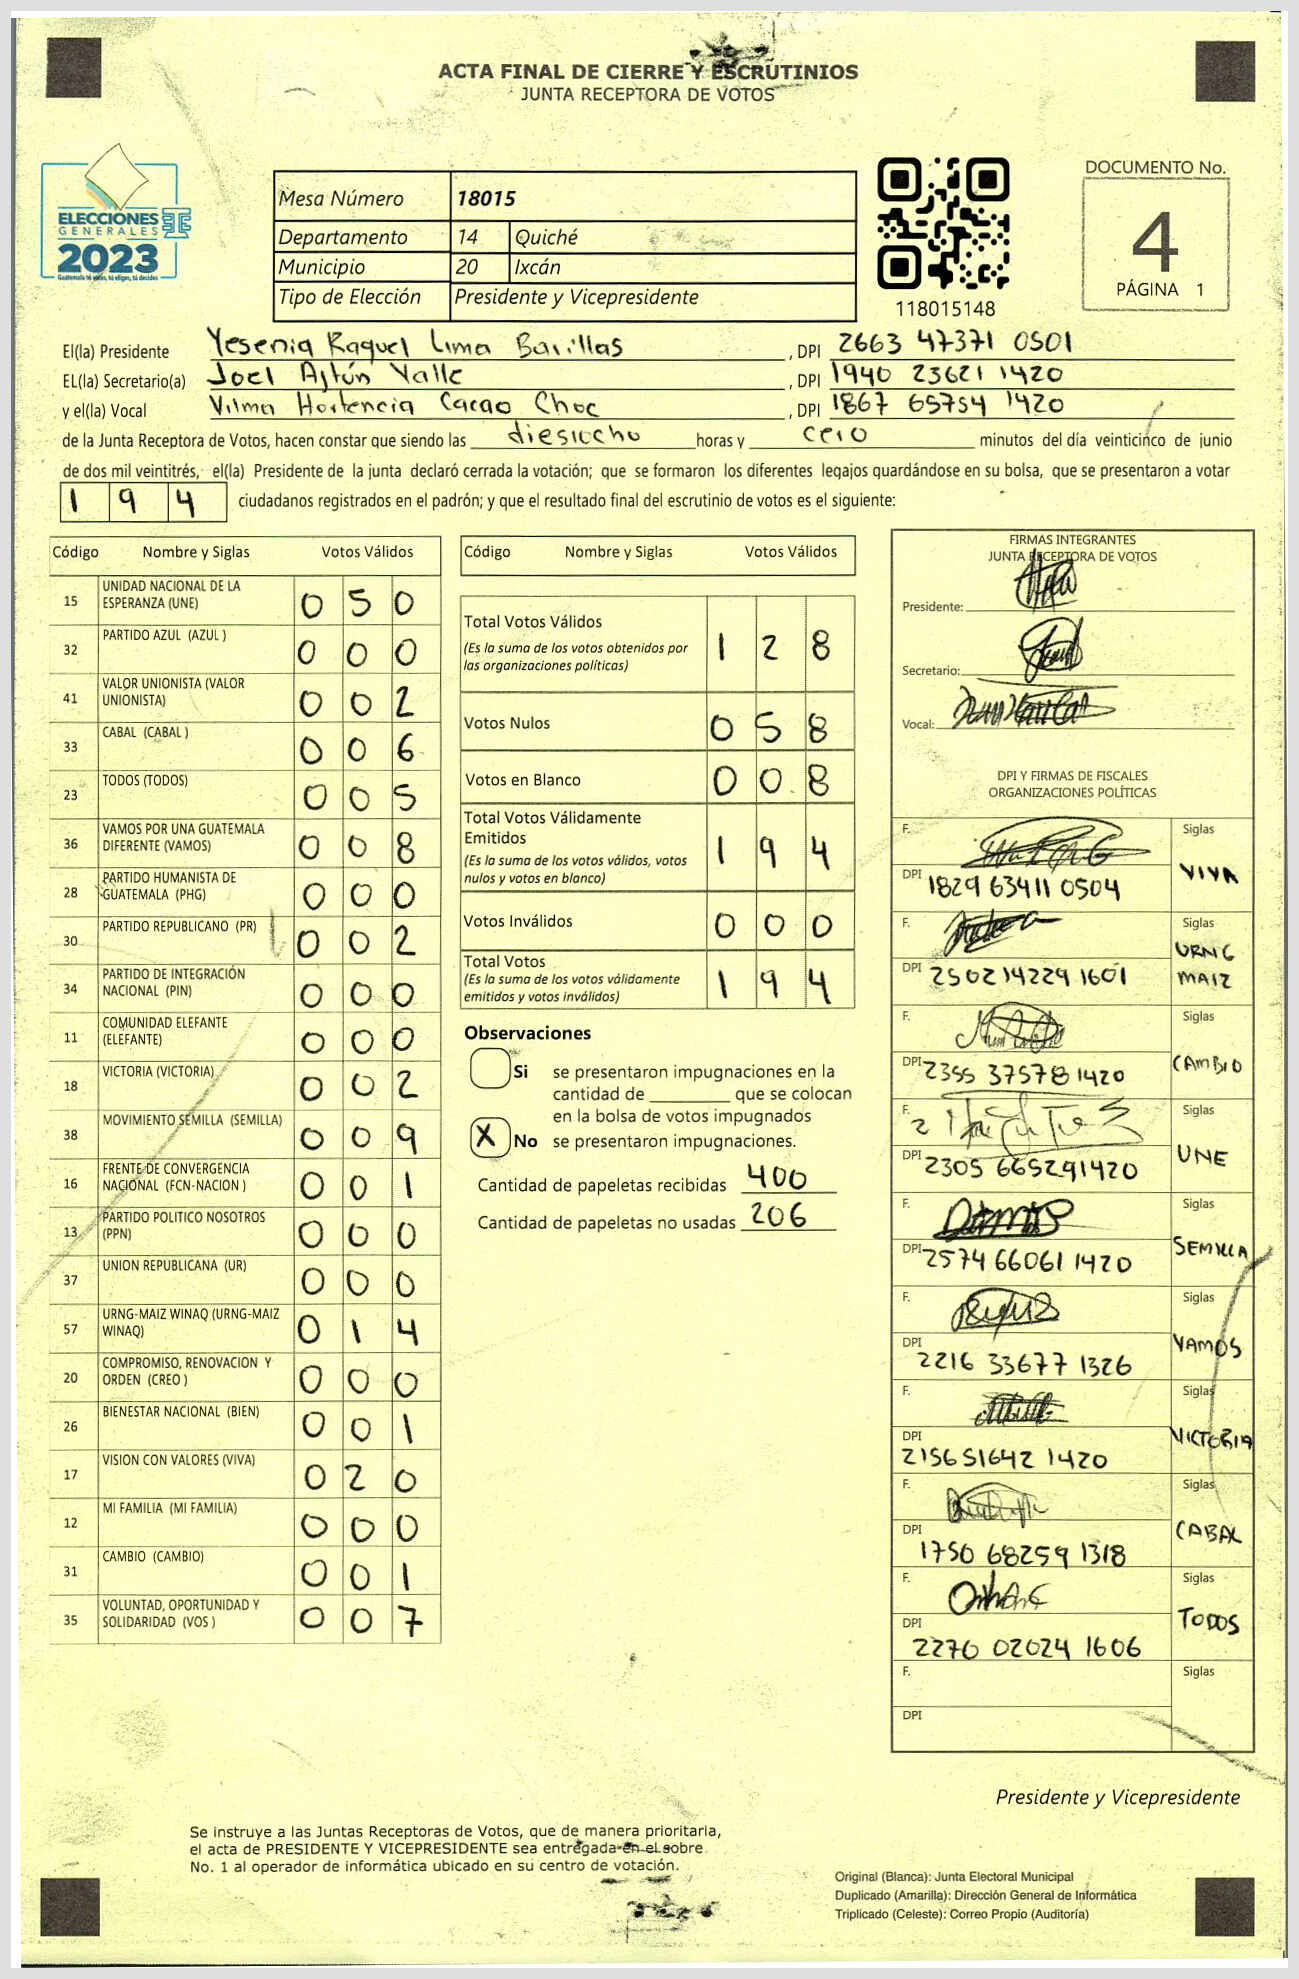 ACTA FINAL DE CIERRE Y ESCRUTINIOS
JUNTA RECEPTORA DE VOTOS
ELECCIONES
GENERALES
2023
Guatemala tú votas, tú eliges, tú decides
Mesa Número 18015
Departamento 14 Quiché
Municipio 20 Ixcán
Tipo de Elección Presidente y Vicepresidente
118015148
DOCUMENTO No.
4
PÁGINA 1
El(la) Presidente Yesenia Raquel Lima Barillas , DPI 2663 47371 0501
EL(la) Secretario(a) Joel Ajtún Valle , DPI 1940 23621 1420
y el(la) Vocal Vilma Hortencia Cacao Choc , DPI 1867 65754 1420
de la Junta Receptora de Votos, hacen constar que siendo las diesiocho horas y cero minutos del día veinticinco de junio
de dos mil veintitrés, el(la) Presidente de la junta declaró cerrada la votación; que se formaron los diferentes legajos guardándose en su bolsa, que se presentaron a votar
1 9 4 ciudadanos registrados en el padrón; y que el resultado final del escrutinio de votos es el siguiente:
Código Nombre y Siglas Votos Válidos
15 UNIDAD NACIONAL DE LA ESPERANZA (UNE) 0 5 0
32 PARTIDO AZUL (AZUL ) 0 0 0
41 VALOR UNIONISTA (VALOR UNIONISTA) 0 0 2
33 CABAL (CABAL ) 0 0 6
23 TODOS (TODOS) 0 0 5
36 VAMOS POR UNA GUATEMALA DIFERENTE (VAMOS) 0 0 8
28 PARTIDO HUMANISTA DE GUATEMALA (PHG) 0 0 0
30 PARTIDO REPUBLICANO (PR) 0 0 2
34 PARTIDO DE INTEGRACIÓN NACIONAL (PIN) 0 0 0
11 COMUNIDAD ELEFANTE (ELEFANTE) 0 0 0
18 VICTORIA (VICTORIA) 0 0 2
38 MOVIMIENTO SEMILLA (SEMILLA) 0 0 9
16 FRENTE DE CONVERGENCIA NACIONAL (FCN-NACION ) 0 0 1
13 PARTIDO POLITICO NOSOTROS (PPN) 0 0 0
37 UNION REPUBLICANA (UR) 0 0 0
57 URNG-MAIZ WINAQ (URNG-MAIZ WINAQ) 0 1 4
20 COMPROMISO, RENOVACION Y ORDEN (CREO ) 0 0 0
26 BIENESTAR NACIONAL (BIEN) 0 0 1
17 VISION CON VALORES (VIVA) 0 2 0
12 MI FAMILIA (MI FAMILIA) 0 0 0
31 CAMBIO (CAMBIO) 0 0 1
35 VOLUNTAD, OPORTUNIDAD Y SOLIDARIDAD (VOS ) 0 0 7
Código Nombre y Siglas Votos Válidos
Total Votos Válidos 1 2 8
(Es la suma de los votos obtenidos por
las organizaciones políticas)
Votos Nulos 0 5 8
Votos en Blanco 0 0 8
Total Votos Válidamente
Emitidos 1 9 4
(Es la suma de los votos válidos, votos
nulos y votos en blanco)
Votos Inválidos 0 0 0
Total Votos 1 9 4
(Es la suma de los votos válidamente
emitidos y votos inválidos)
Observaciones
Si se presentaron impugnaciones en la
cantidad de ________ que se colocan
en la bolsa de votos impugnados
X No se presentaron impugnaciones.
Cantidad de papeletas recibidas 400
Cantidad de papeletas no usadas 206
FIRMAS INTEGRANTES
JUNTA RECEPTORA DE VOTOS
Presidente:
Secretario:
Vocal:
DPI Y FIRMAS DE FISCALES
ORGANIZACIONES POLÍTICAS
F. Siglas
DPI 1829 63411 0504 VIVA
F. Siglas
URNG
DPI 2502 14229 1601 MAIZ
F. Siglas
DPI 2355 37578 1420 CAMBIO
F. Siglas
DPI 2305 66529 1420 UNE
F. Siglas
DPI 2574 66061 1420 SEMILLA
F. Siglas
DPI 2216 33677 1326 VAMOS
F. Siglas
DPI 2156 51642 1420 VICTORIA
F. Siglas
DPI 1750 68259 1318 CABAL
F. Siglas
DPI 2270 02024 1606 TODOS
F. Siglas
DPI
Presidente y Vicepresidente
Se instruye a las Juntas Receptoras de Votos, que de manera prioritaria,
el acta de PRESIDENTE Y VICEPRESIDENTE sea entregada en el sobre
No. 1 al operador de informática ubicado en su centro de votación.
Original (Blanca): Junta Electoral Municipal
Duplicado (Amarilla): Dirección General de Informática
Triplicado (Celeste): Correo Propio (Auditoría)